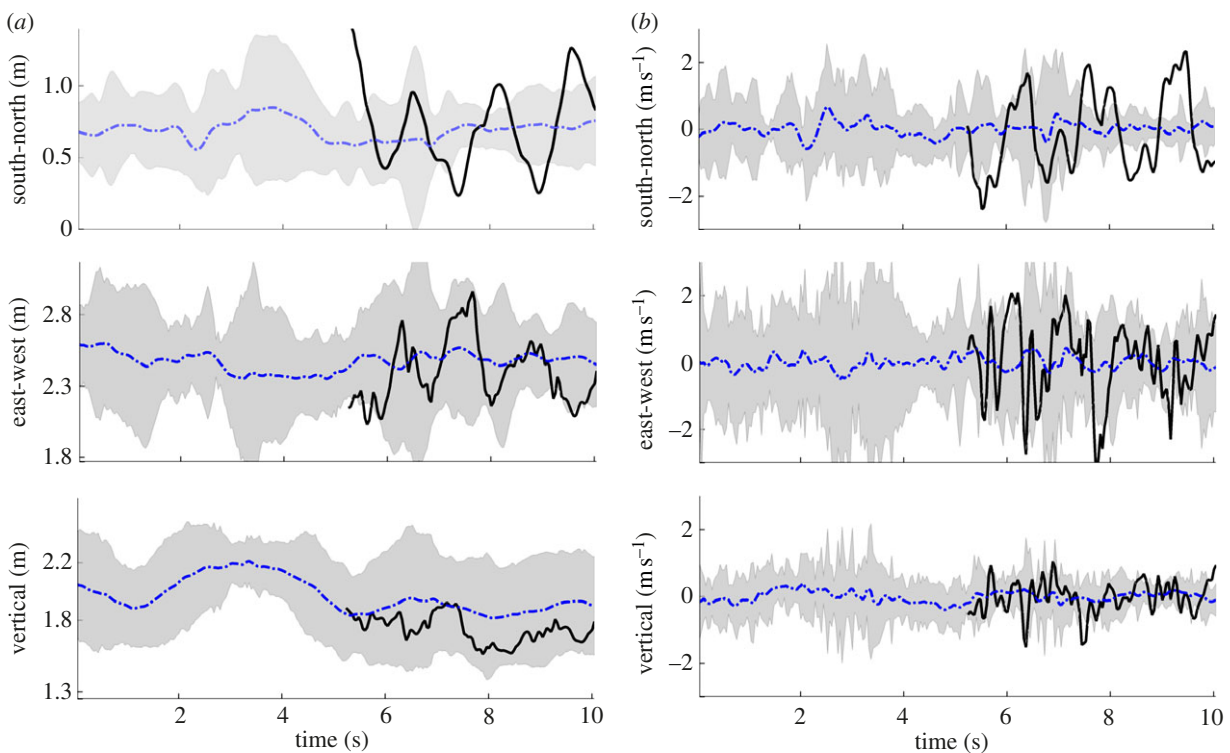 (a)
south-north (m)
1.0
0.5
0
east-west (m)
2.8
2.3
1.8
vertical (m)
2.2
1.8
1.3
2 4 6 8 10
time (s)
(b)
south-north (m s⁻¹)
2
0
−2
east-west (m s⁻¹)
2
0
−2
vertical (m s⁻¹)
2
0
−2
2 4 6 8 10
time (s)